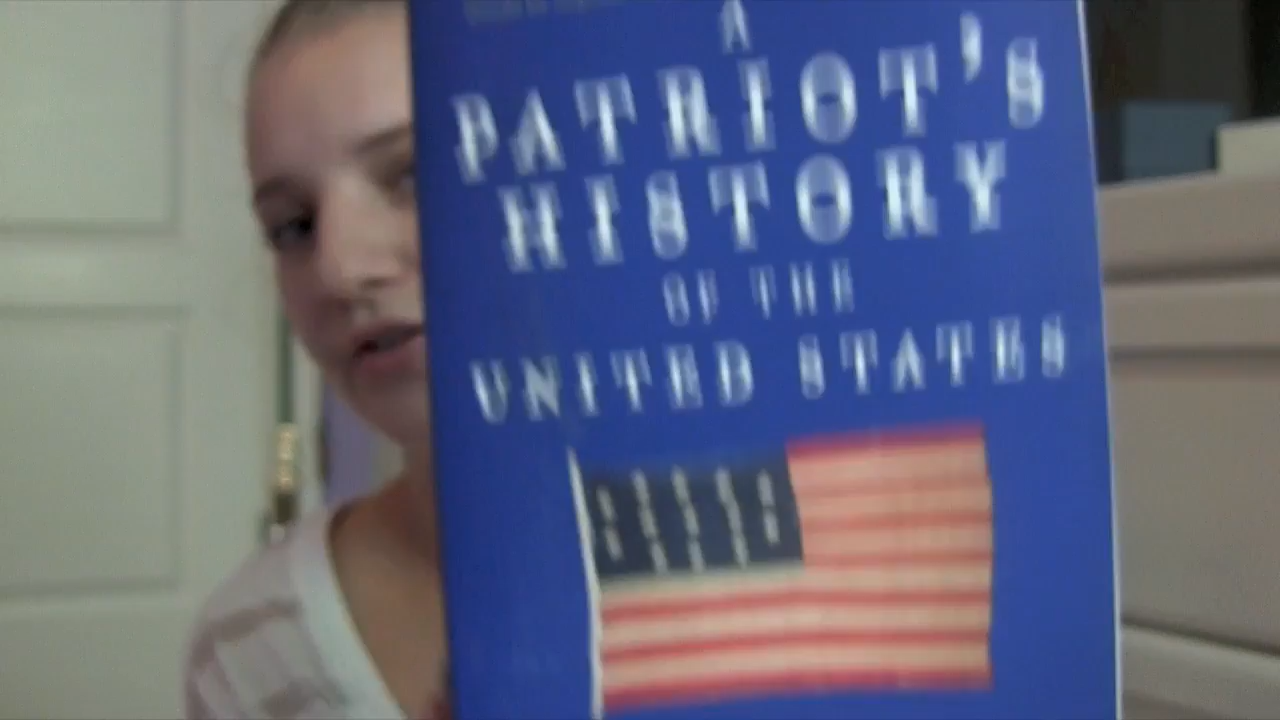 A
PATRIOT'S
HISTORY
OF THE
UNITED STATES